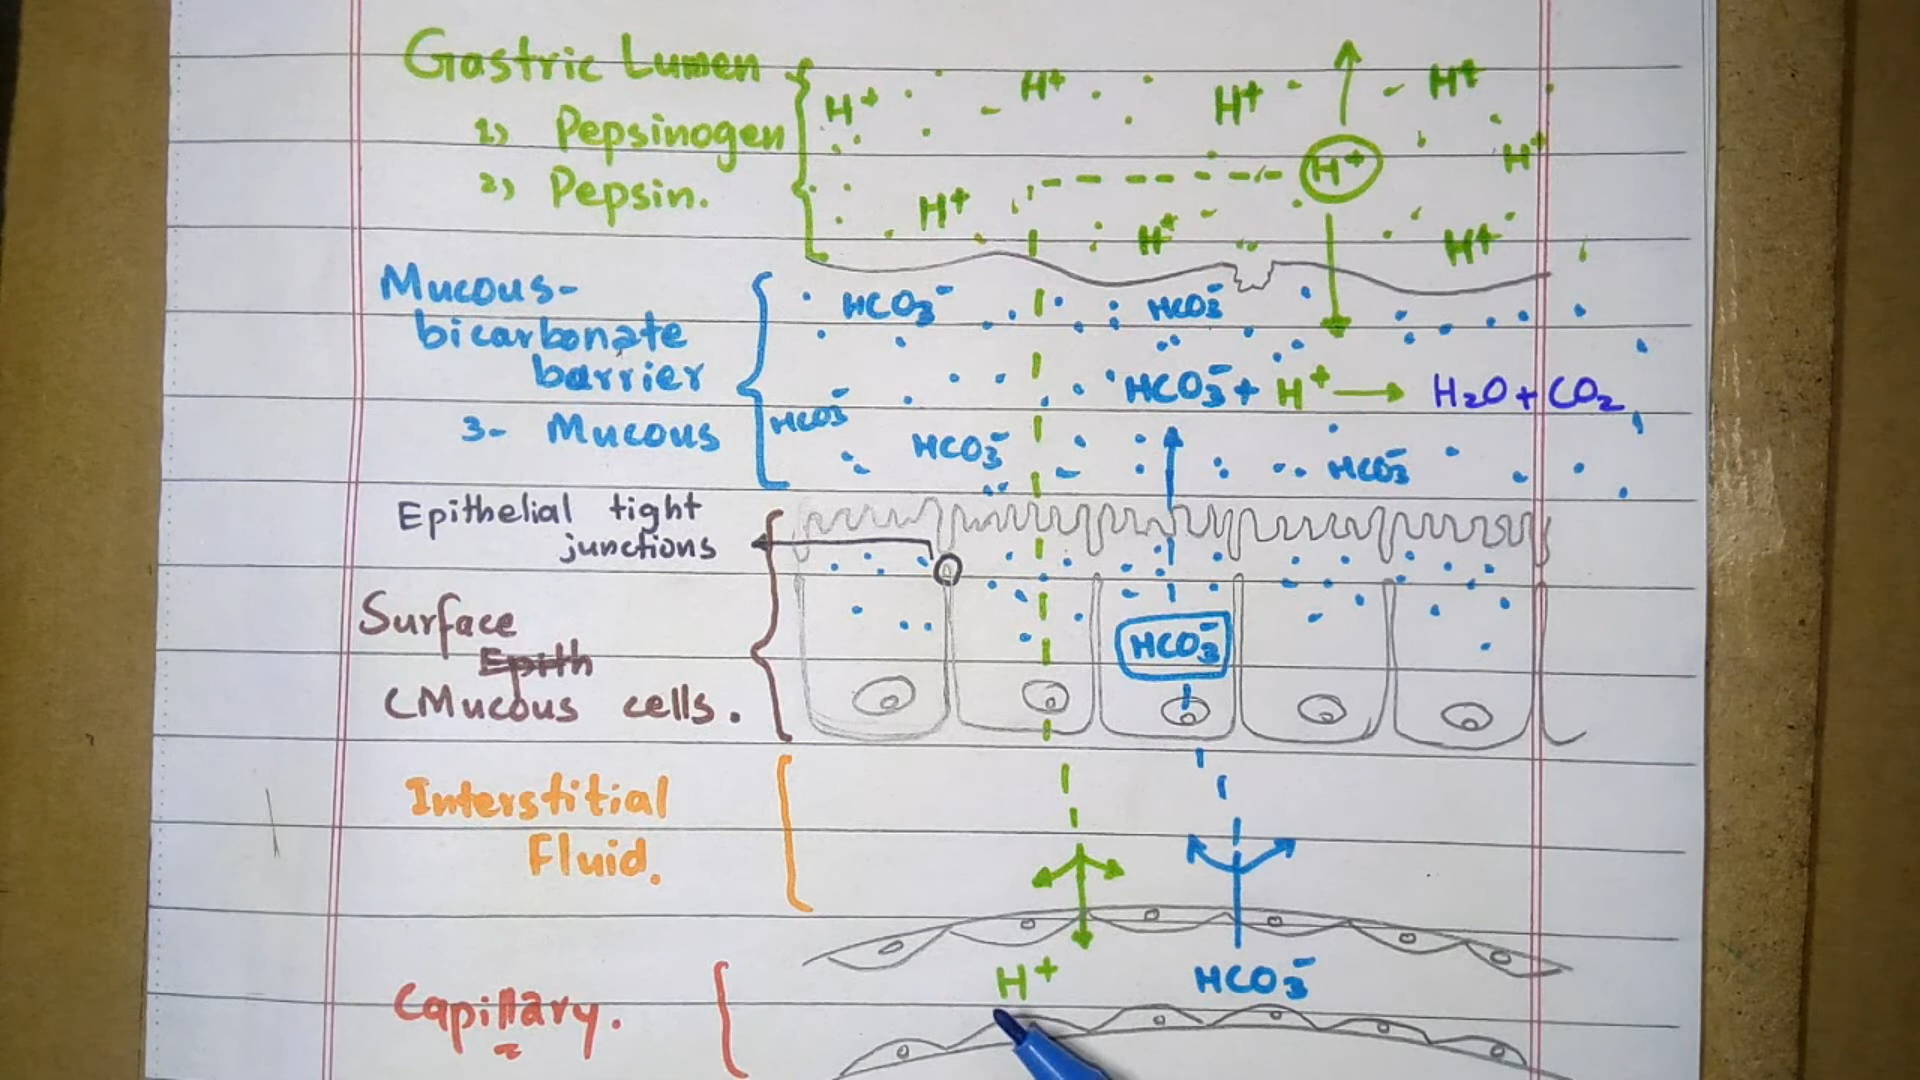 Gastric Lumen
1) Pepsinogen
2) Pepsin.
H+ H+ H+ H+
H+ H+
H+ H+ H+
Mucous-
bicarbonate
barrier
3- Mucous
HCO3- HCO3-
HCO3- + H+ → H2O + CO2
HCO3- HCO3- HCO3-
Epithelial tight
junctions
Surface
Epith
(Mucous cells.
HCO3-
Interstitial
Fluid.
H+ HCO3-
Capillary.